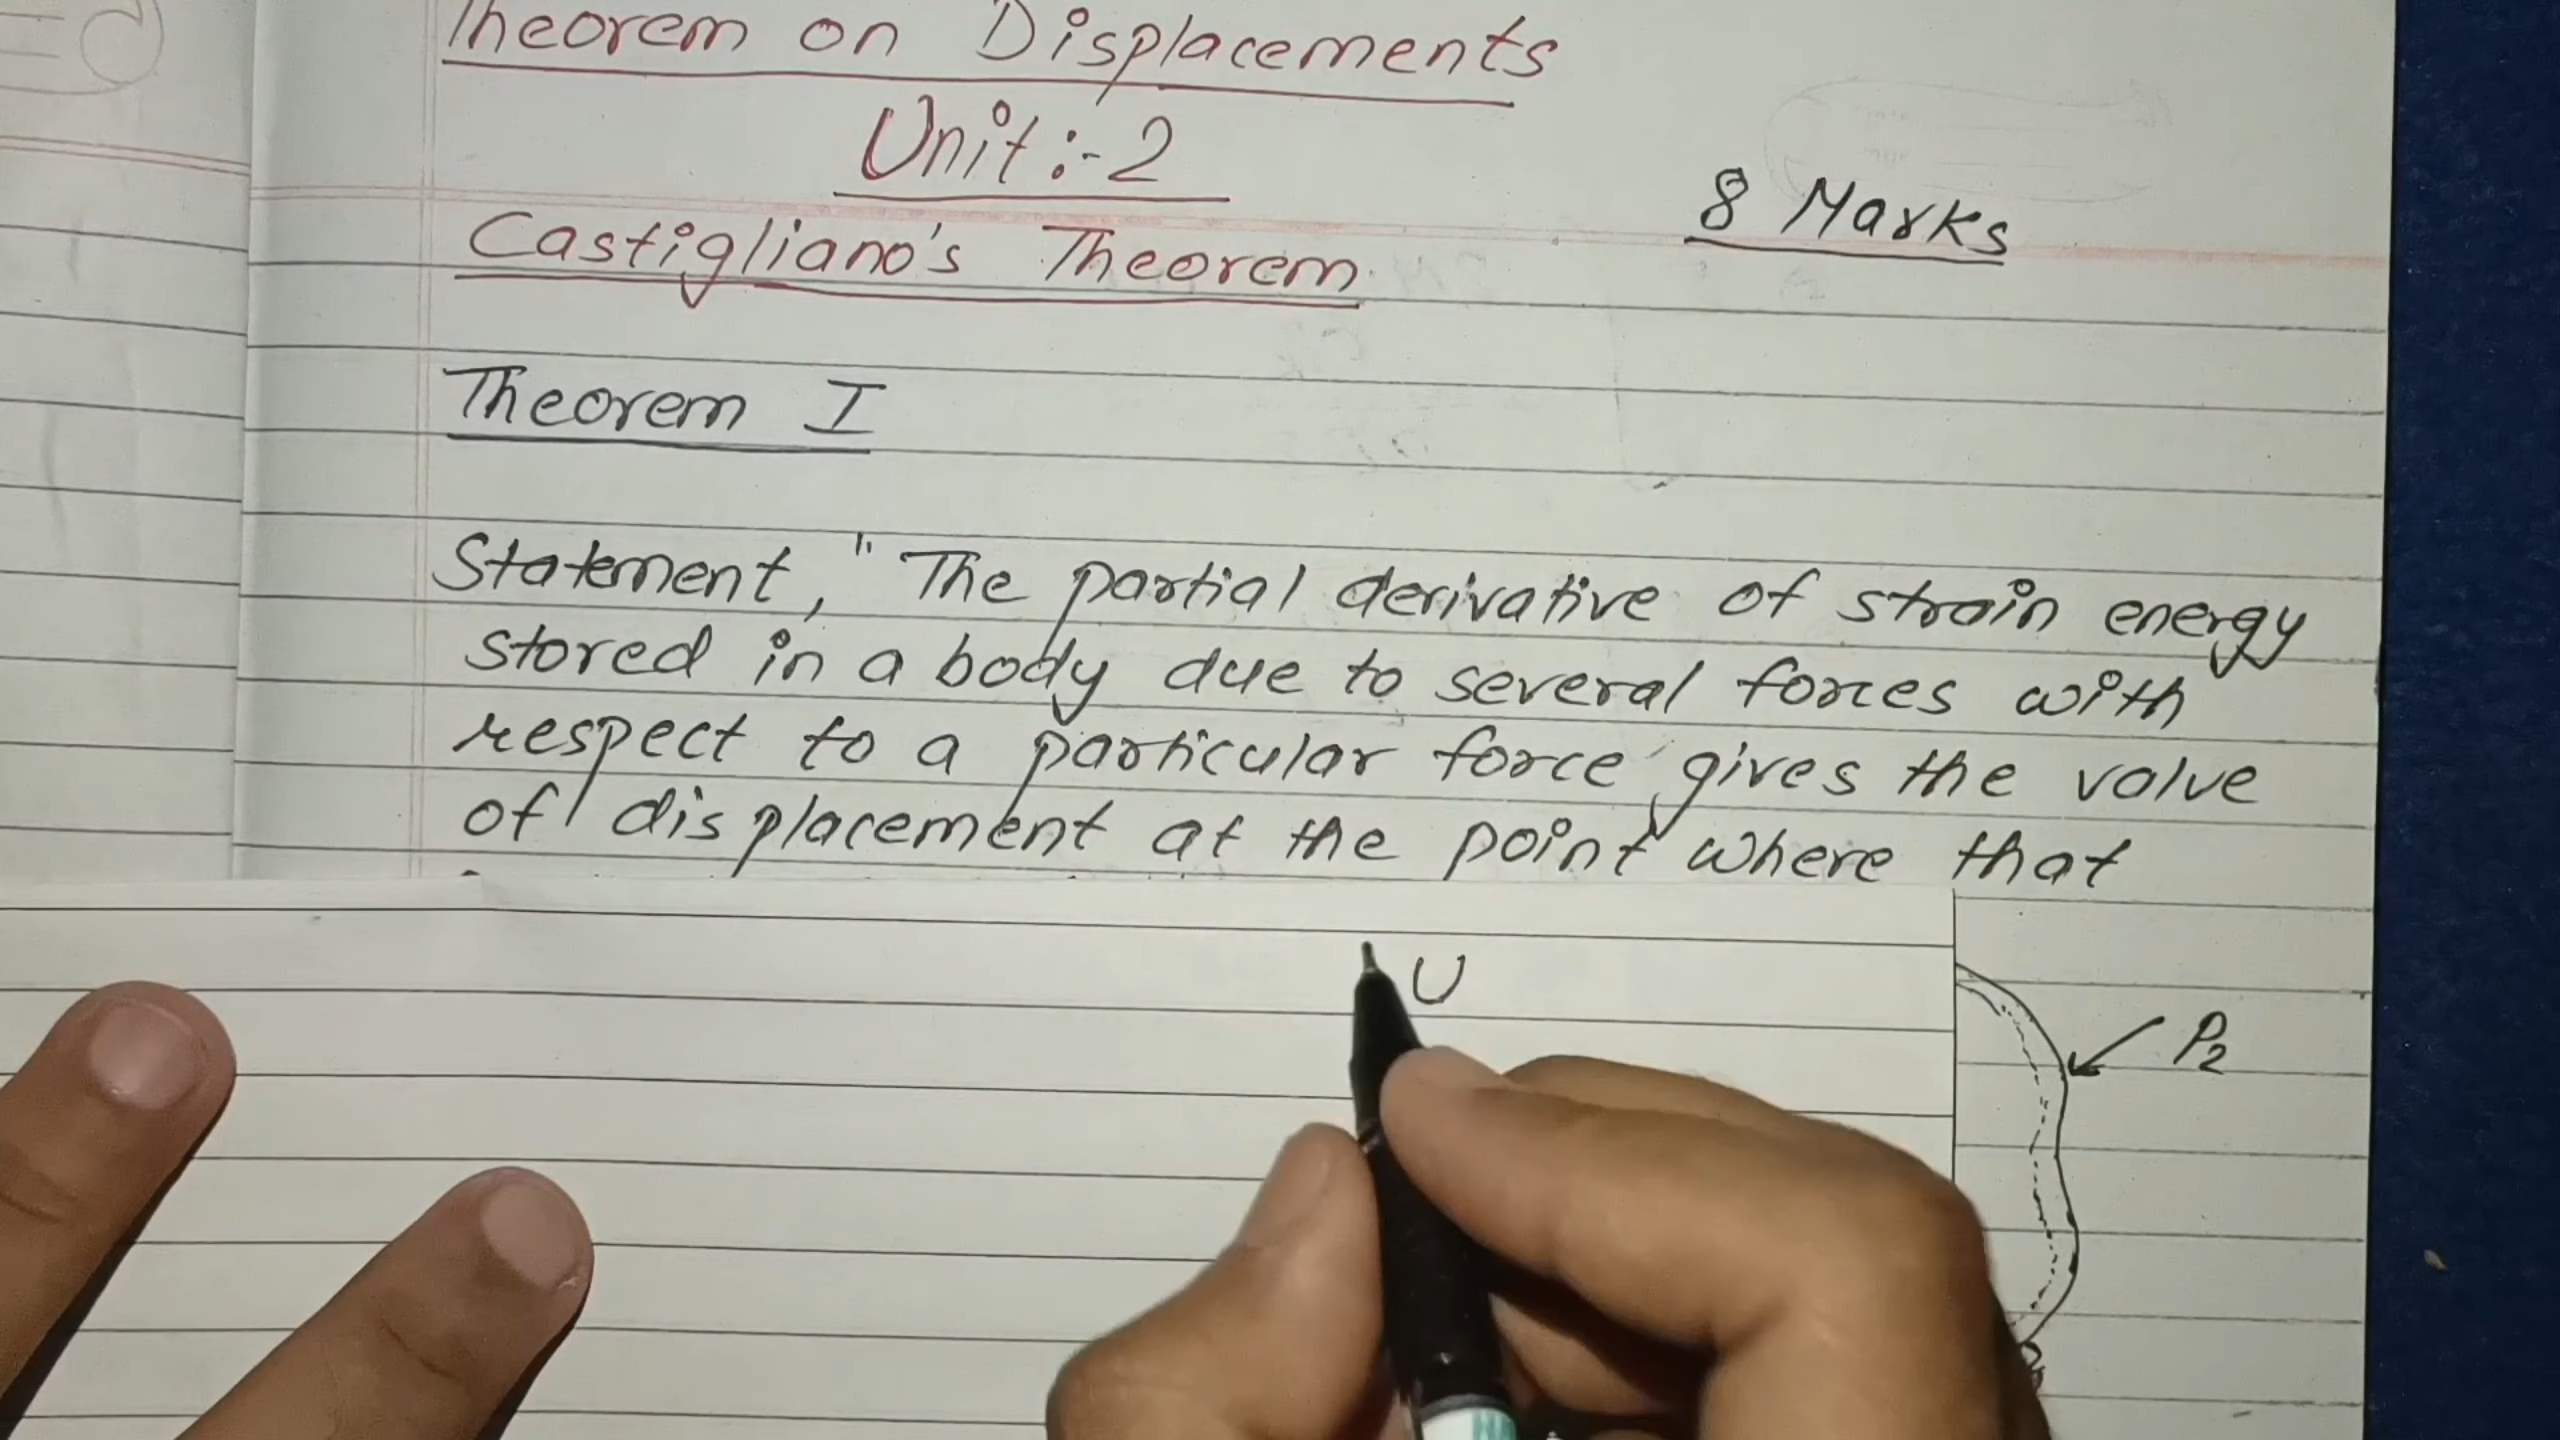 Theorem on Displacements
Unit:-2
Castigliano's Theorem
8 Marks
Theorem I
Statement, "The partial derivative of strain energy
stored in a body due to several forces with
respect to a particular force gives the value
of displacement at the point where that
U
P2